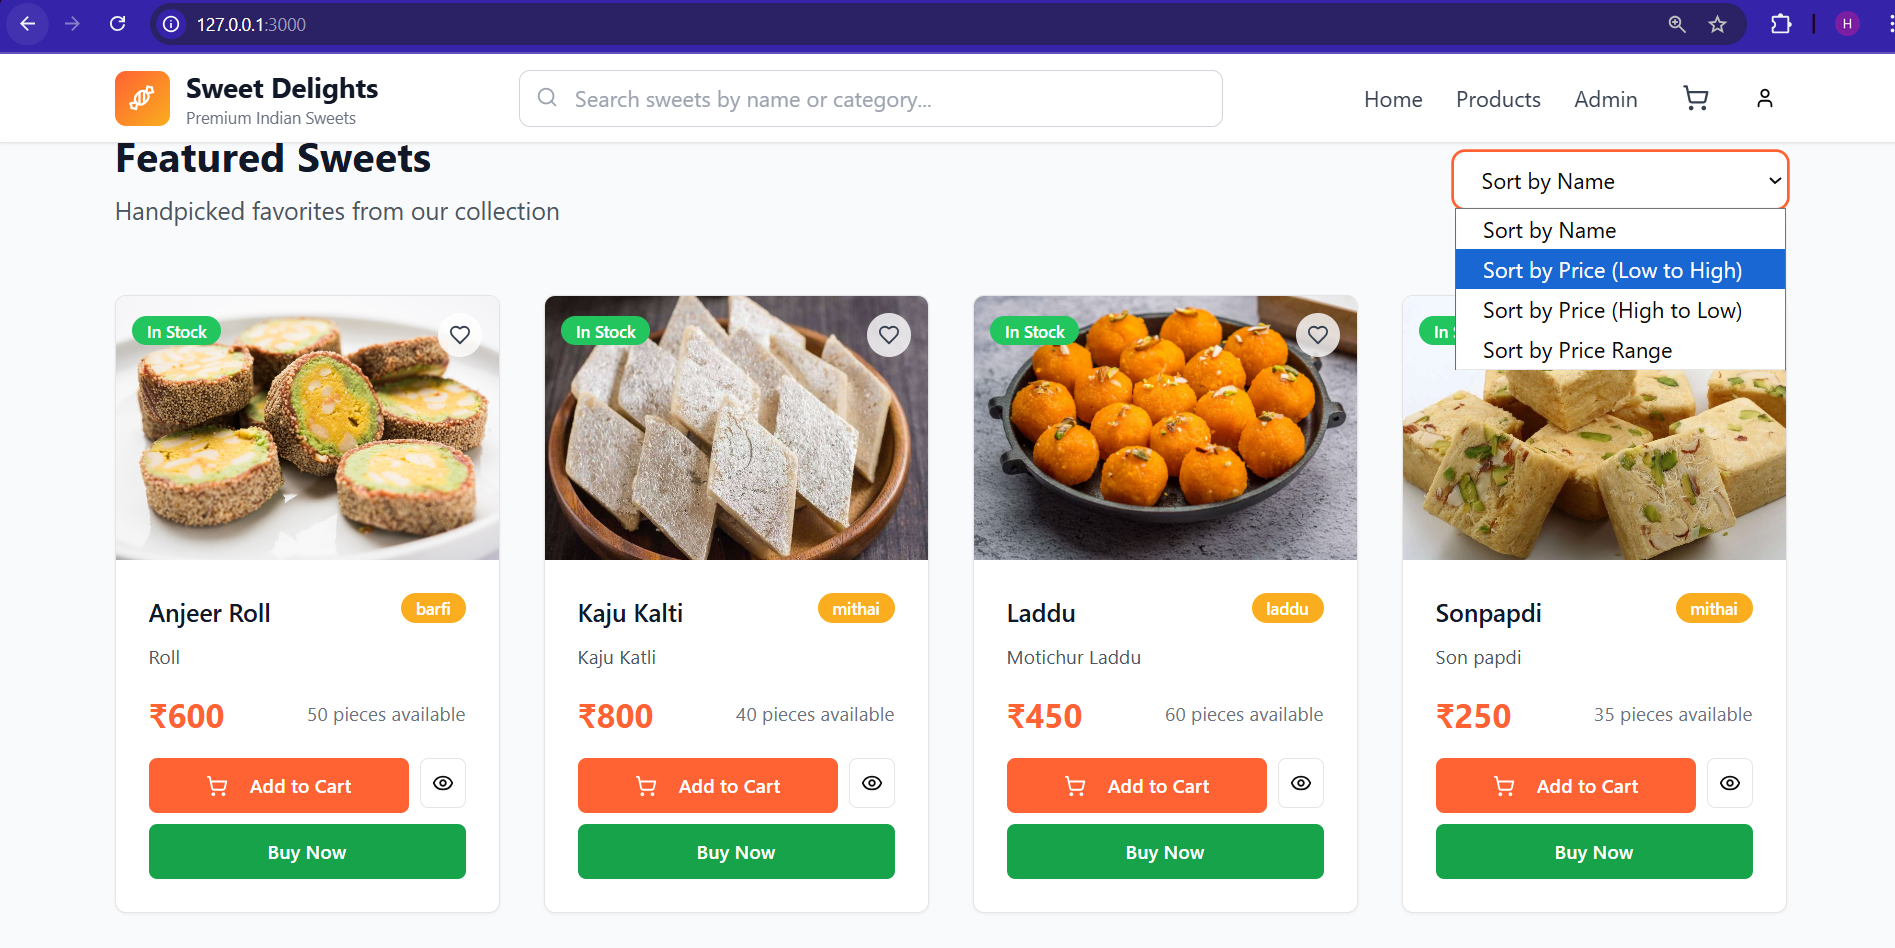 127.0.0.1:3000
H
Sweet Delights
Premium Indian Sweets
Search sweets by name or category...
Home
Products
Admin
Featured Sweets
Handpicked favorites from our collection
Sort by Name
Sort by Name
Sort by Price (Low to High)
Sort by Price (High to Low)
Sort by Price Range
In Stock
In Stock
In Stock
In
Anjeer Roll
barfi
Roll
₹600
50 pieces available
Add to Cart
Buy Now
Kaju Kalti
mithai
Kaju Katli
₹800
40 pieces available
Add to Cart
Buy Now
Laddu
laddu
Motichur Laddu
₹450
60 pieces available
Add to Cart
Buy Now
Sonpapdi
mithai
Son papdi
₹250
35 pieces available
Add to Cart
Buy Now